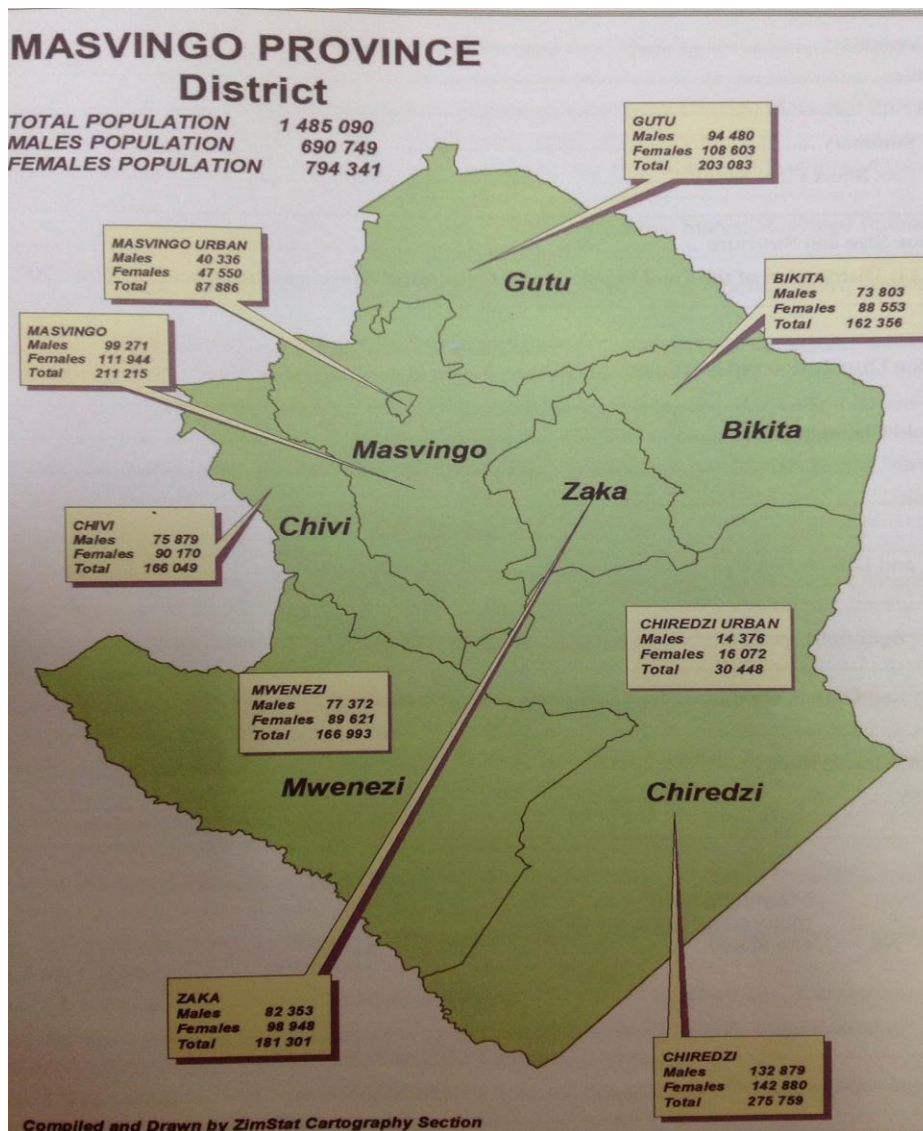 MASVINGO PROVINCE
District
TOTAL POPULATION 1 485 090
MALES POPULATION 690 749
FEMALES POPULATION 794 341
GUTU
Males 94 480
Females 108 603
Total 203 083
MASVINGO URBAN
Males 40 336
Females 47 550
Total 87 886
Gutu
BIKITA
Males 73 803
Females 88 553
Total 162 356
MASVINGO
Males 99 271
Females 111 944
Total 211 215
Masvingo
Bikita
Zaka
Chivi
CHIVI
Males 75 879
Females 90 170
Total 166 049
CHIREDZI URBAN
Males 14 376
Females 16 072
Total 30 448
MWENEZI
Males 77 372
Females 89 621
Total 166 993
Mwenezi
Chiredzi
ZAKA
Males 82 353
Females 98 948
Total 181 301
CHIREDZI
Males 132 879
Females 142 880
Total 275 759
Compiled and Drawn by ZimStat Cartography Section